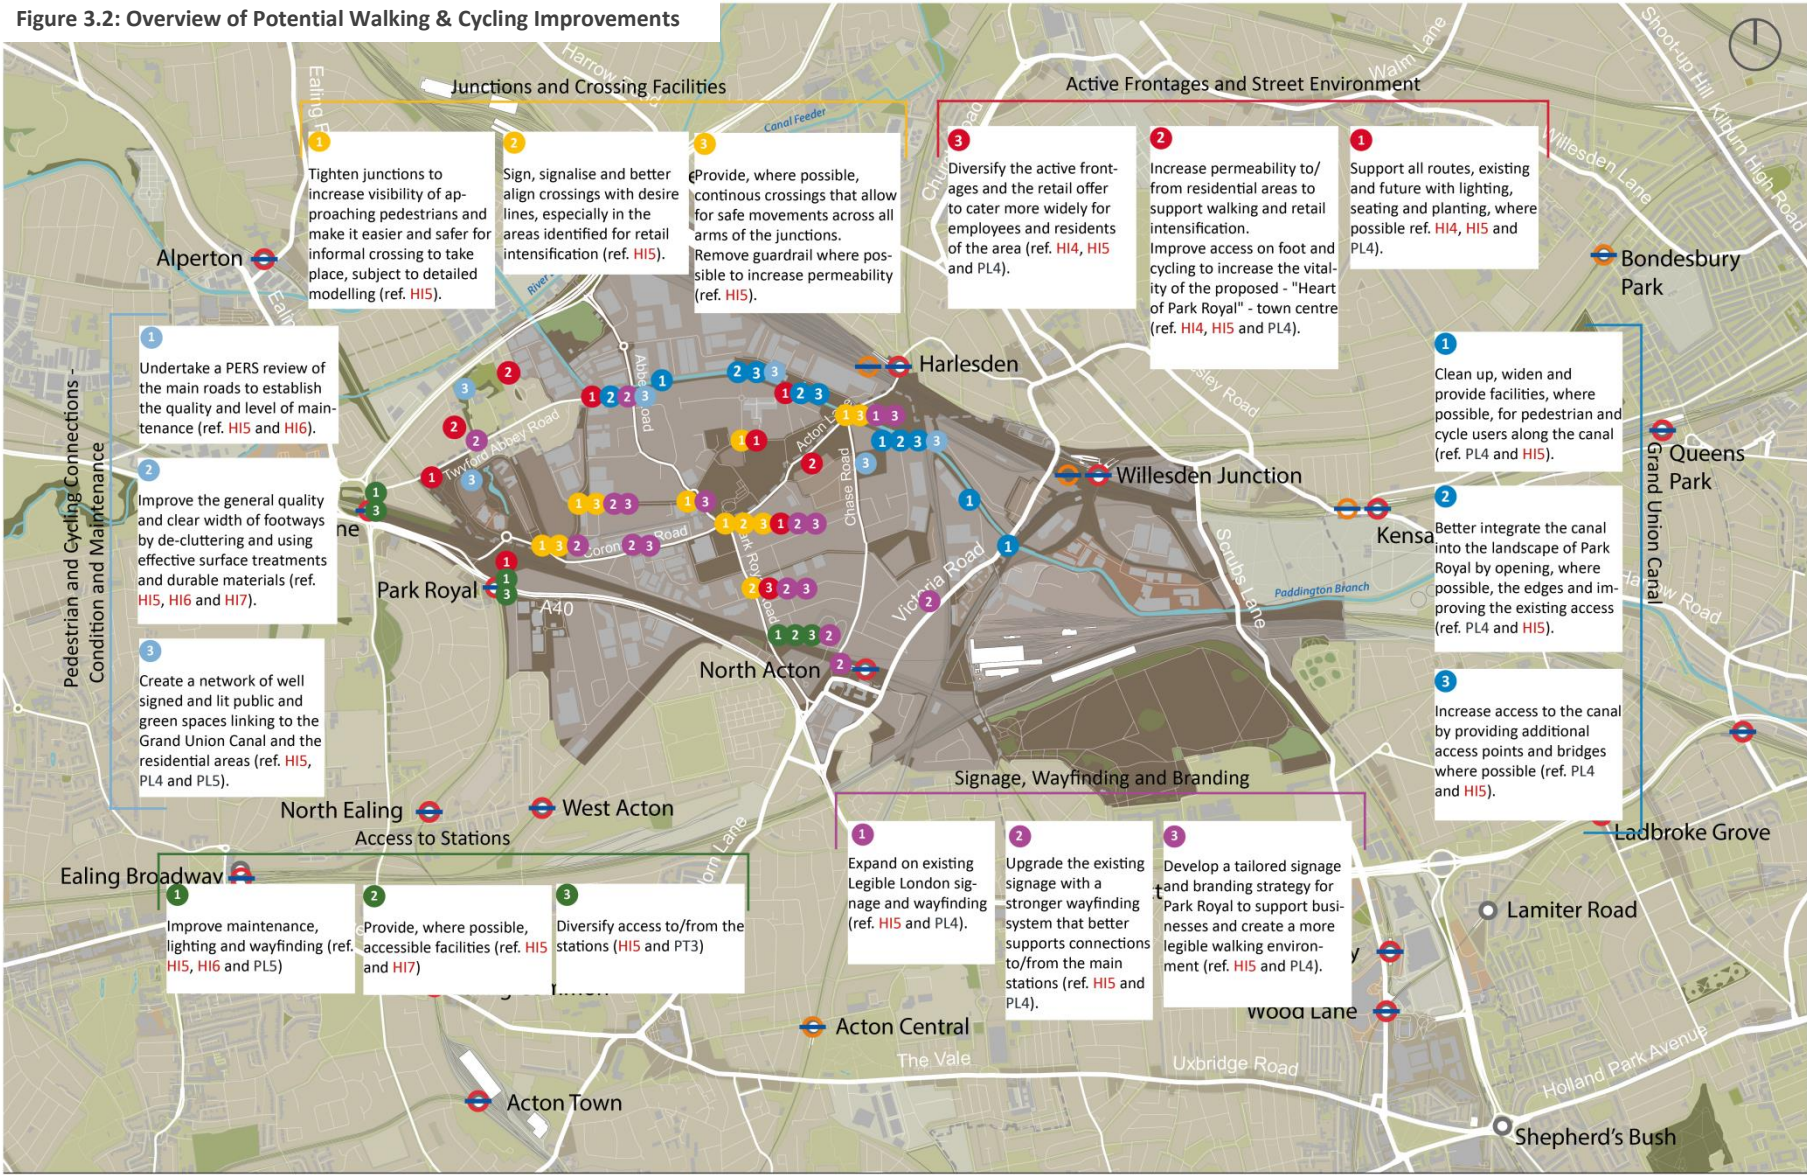 Figure 3.2: Overview of Potential Walking & Cycling Improvements
Junctions and Crossing Facilities
1
Tighten junctions to
increase visibility of ap-
proaching pedestrians and
make it easier and safer for
informal crossing to take
place, subject to detailed
modelling (ref. HI5).
2
Sign, signalise and better
align crossings with desire
lines, especially in the
areas identified for retail
intensification (ref. HI5).
3
Provide, where possible,
continous crossings that allow
for safe movements across all
arms of the junctions.
Remove guardrail where pos-
sible to increase permeability
(ref. HI5).
Active Frontages and Street Environment
3
Diversify the active front-
ages and the retail offer
to cater more widely for
employees and residents
of the area (ref. HI4, HI5
and PL4).
2
Increase permeability to/
from residential areas to
support walking and retail
intensification.
Improve access on foot and
cycling to increase the vital-
ity of the proposed - "Heart
of Park Royal" - town centre
(ref. HI4, HI5 and PL4).
1
Support all routes, existing
and future with lighting,
seating and planting, where
possible ref. HI4, HI5 and
PL4).
Pedestrian and Cycling Connections -
Condition and Maintenance
1
Undertake a PERS review of
the main roads to establish
the quality and level of main-
tenance (ref. HI5 and HI6).
2
Improve the general quality
and clear width of footways
by de-cluttering and using
effective surface treatments
and durable materials (ref.
HI5, HI6 and HI7).
3
Create a network of well
signed and lit public and
green spaces linking to the
Grand Union Canal and the
residential areas (ref. HI5,
PL4 and PL5).
Grand Union Canal
1
Clean up, widen and
provide facilities, where
possible, for pedestrian and
cycle users along the canal
(ref. PL4 and HI5).
2
Better integrate the canal
into the landscape of Park
Royal by opening, where
possible, the edges and im-
proving the existing access
(ref. PL4 and HI5).
3
Increase access to the canal
by providing additional
access points and bridges
where possible (ref. PL4
and HI5).
Access to Stations
1
Improve maintenance,
lighting and wayfinding (ref.
HI5, HI6 and PL5)
2
Provide, where possible,
accessible facilities (ref. HI5
and HI7)
3
Diversify access to/from the
stations (HI5 and PT3)
Signage, Wayfinding and Branding
1
Expand on existing
Legible London sig-
nage and wayfinding
(ref. HI5 and PL4).
2
Upgrade the existing
signage with a
stronger wayfinding
system that better
supports connections
to/from the main
stations (ref. HI5 and
PL4).
3
Develop a tailored signage
and branding strategy for
Park Royal to support busi-
nesses and create a more
legible walking environ-
ment (ref. HI5 and PL4).
Alperton
Harlesden
Bondesbury
Park
Queens
Park
Willesden Junction
Kensa
Park Royal
North Acton
North Ealing
West Acton
Ealing Broadway
Ladbroke Grove
Lamiter Road
Wood Lane
Acton Central
Acton Town
Shepherd's Bush
Canal Feeder
Walm Lane
Shoot-up Hill
Kilburn High Road
Willesden Lane
Twyford Abbey Road
Acton Lane
Chase Road
Victoria Road
Scrubs Lane
Paddington Branch
A40
The Vale
Uxbridge Road
Holland Park Avenue